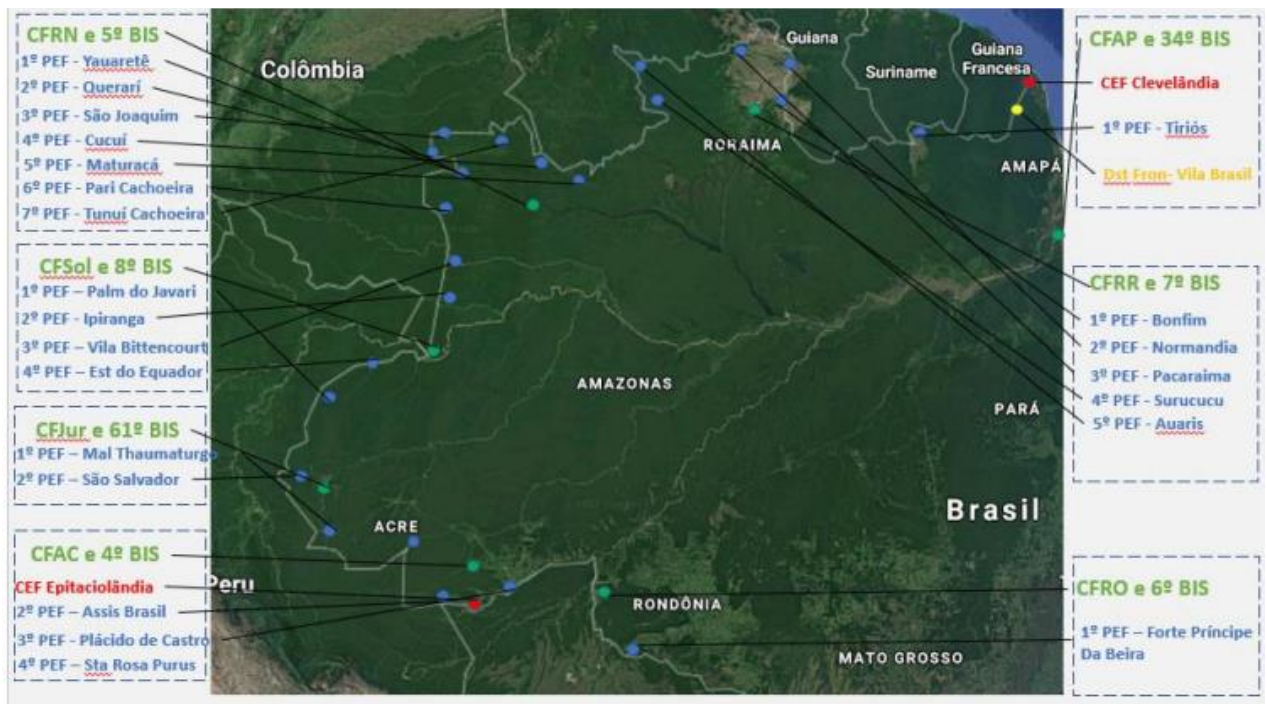 CFRN e 5º BIS
1º PEF - Yauaretê
2º PEF - Querarí
3º PEF - São Joaquim
4º PEF - Cucuí
5º PEF - Maturacá
6º PEF - Pari Cachoeira
7º PEF - Tunuí Cachoeira
CFSol e 8º BIS
1º PEF – Palm do Javari
2º PEF - Ipiranga
3º PEF – Vila Bittencourt
4º PEF – Est do Equador
CFJur e 61º BIS
1º PEF – Mal Thaumaturgo
2º PEF – São Salvador
CFAC e 4º BIS
CEF Epitaciolândia
2º PEF – Assis Brasil
3º PEF - Plácido de Castro
4º PEF – Sta Rosa Purus
Colômbia
Guiana
Suriname
Guiana
Francesa
RORAIMA
AMAPÁ
AMAZONAS
PARÁ
Brasil
ACRE
Peru
RONDÔNIA
MATO GROSSO
CFAP e 34º BIS
CEF Clevelândia
1º PEF - Tiriós
Dst Fron- Vila Brasil
CFRR e 7º BIS
1º PEF - Bonfim
2º PEF - Normandia
3º PEF - Pacaraima
4º PEF - Surucucu
5º PEF - Auaris
CFRO e 6º BIS
1º PEF – Forte Príncipe
Da Beira